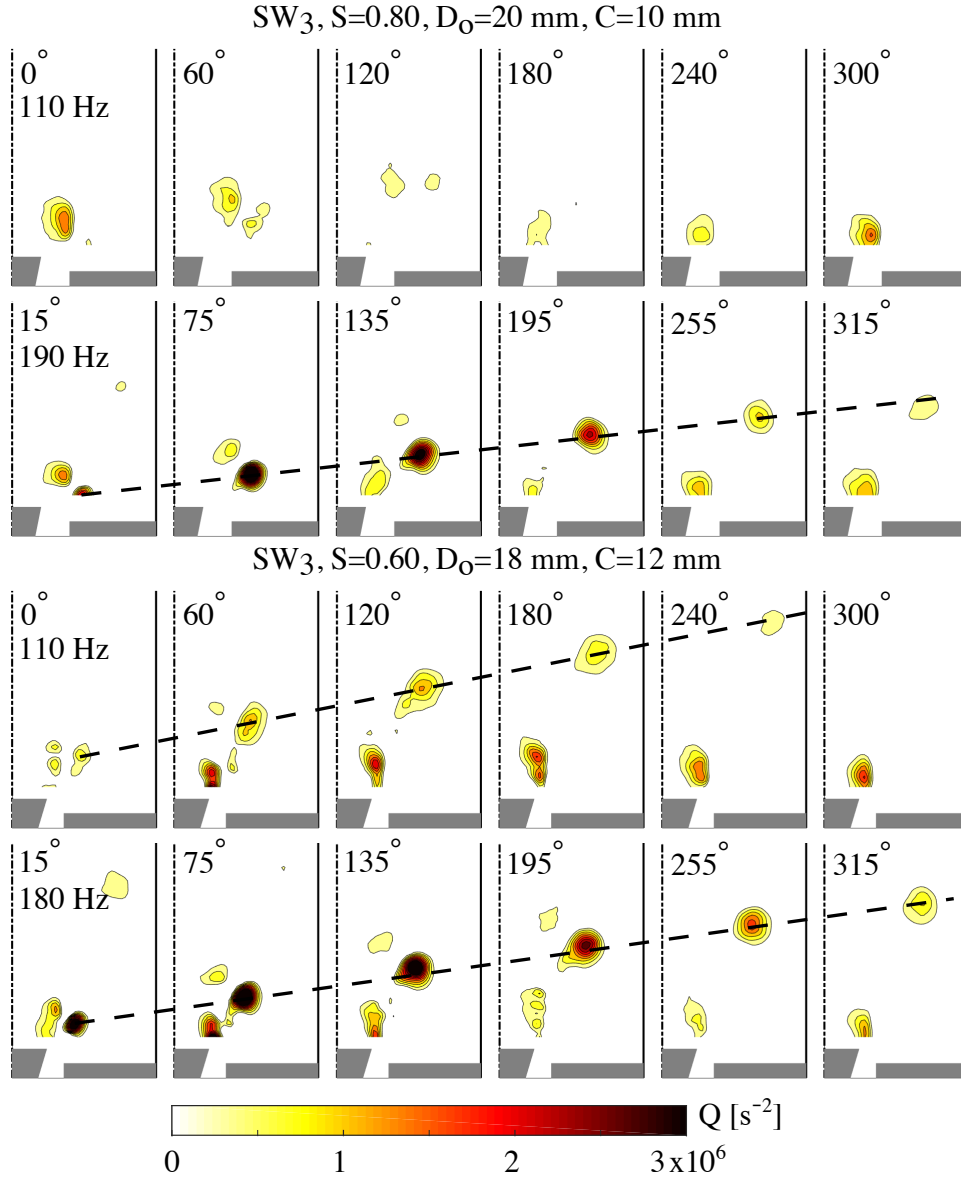 SW3, S=0.80, Do=20 mm, C=10 mm
0° 60° 120° 180° 240° 300°
110 Hz
15° 75° 135° 195° 255° 315°
190 Hz
SW3, S=0.60, Do=18 mm, C=12 mm
0° 60° 120° 180° 240° 300°
110 Hz
15° 75° 135° 195° 255° 315°
180 Hz
Q [s⁻²]
0 1 2 3x10⁶